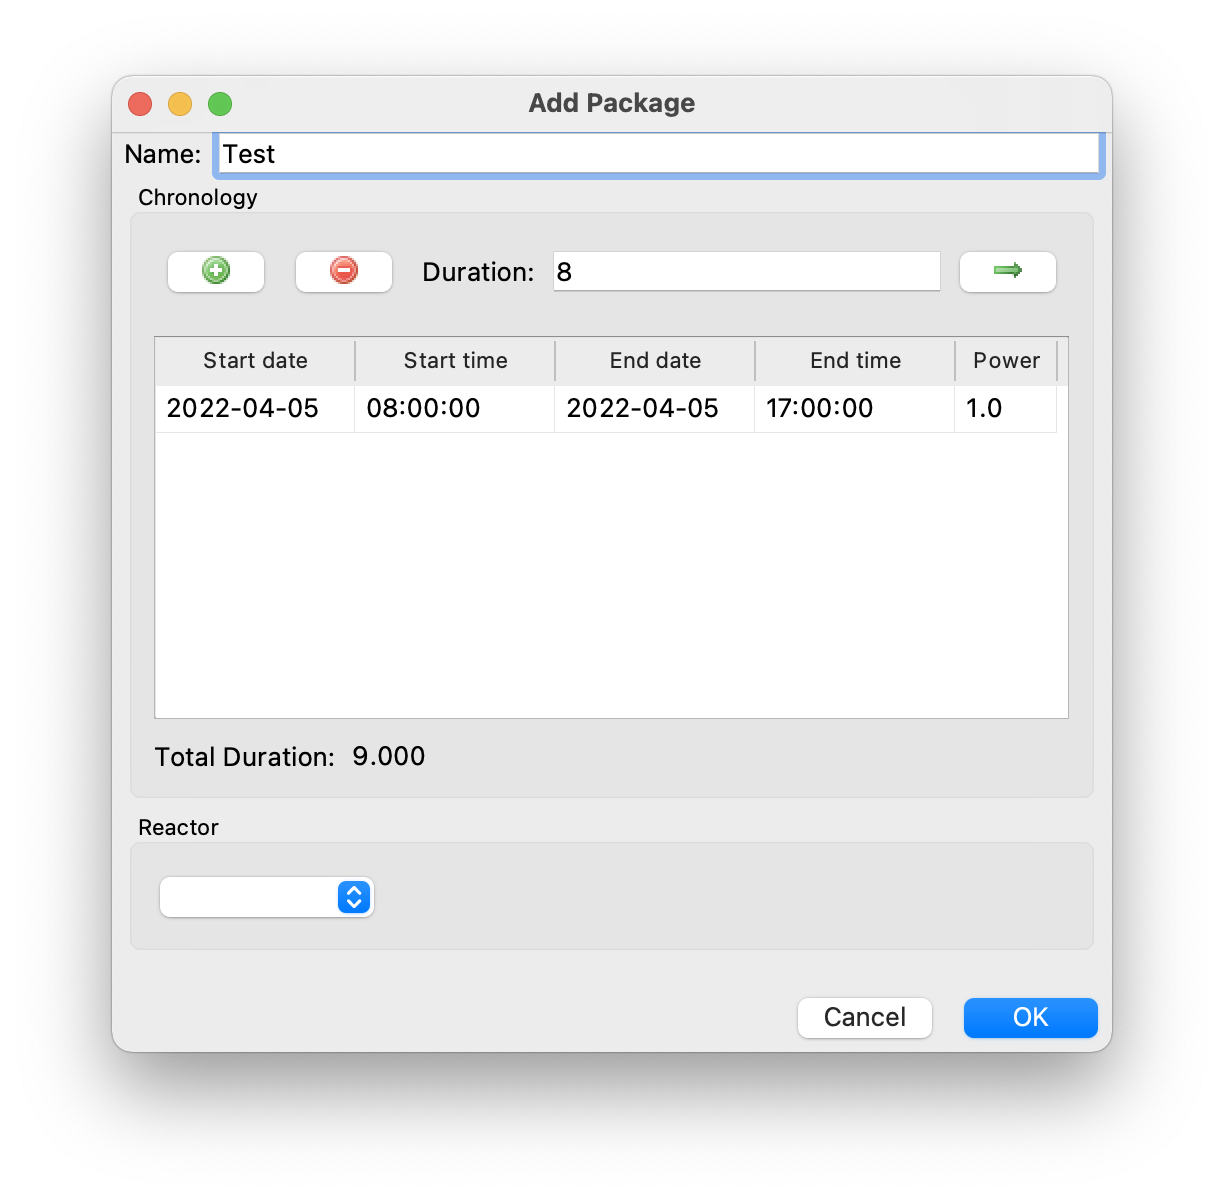 Add Package
Name: Test
Chronology
Duration: 8
Start date Start time End date End time Power
2022-04-05 08:00:00 2022-04-05 17:00:00 1.0
Total Duration: 9.000
Reactor
Cancel OK